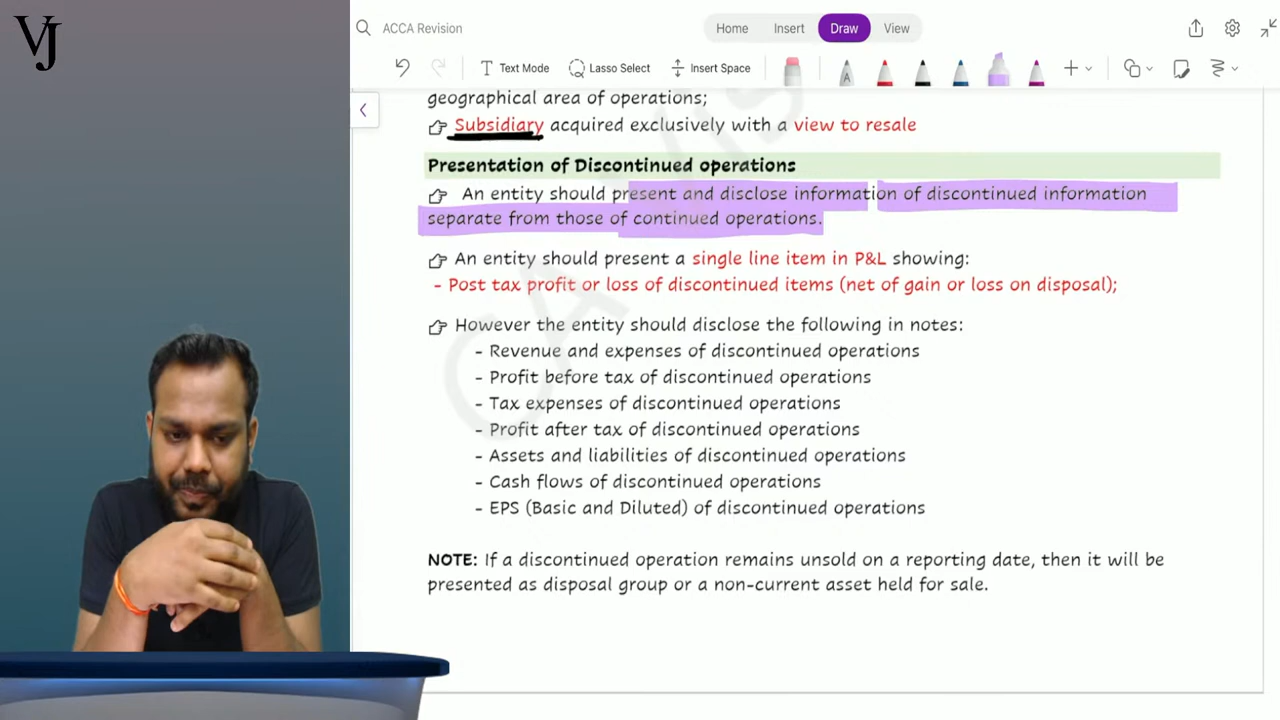 VJ
ACCA Revision
Home Insert Draw View
Text Mode Lasso Select Insert Space A
geographical area of operations;
Subsidiary acquired exclusively with a view to resale
Presentation of Discontinued operations
An entity should present and disclose information of discontinued information
separate from those of continued operations.
An entity should present a single line item in P&L showing:
- Post tax profit or loss of discontinued items (net of gain or loss on disposal);
However the entity should disclose the following in notes:
- Revenue and expenses of discontinued operations
- Profit before tax of discontinued operations
- Tax expenses of discontinued operations
- Profit after tax of discontinued operations
- Assets and liabilities of discontinued operations
- Cash flows of discontinued operations
- EPS (Basic and Diluted) of discontinued operations
NOTE: If a discontinued operation remains unsold on a reporting date, then it will be
presented as disposal group or a non-current asset held for sale.